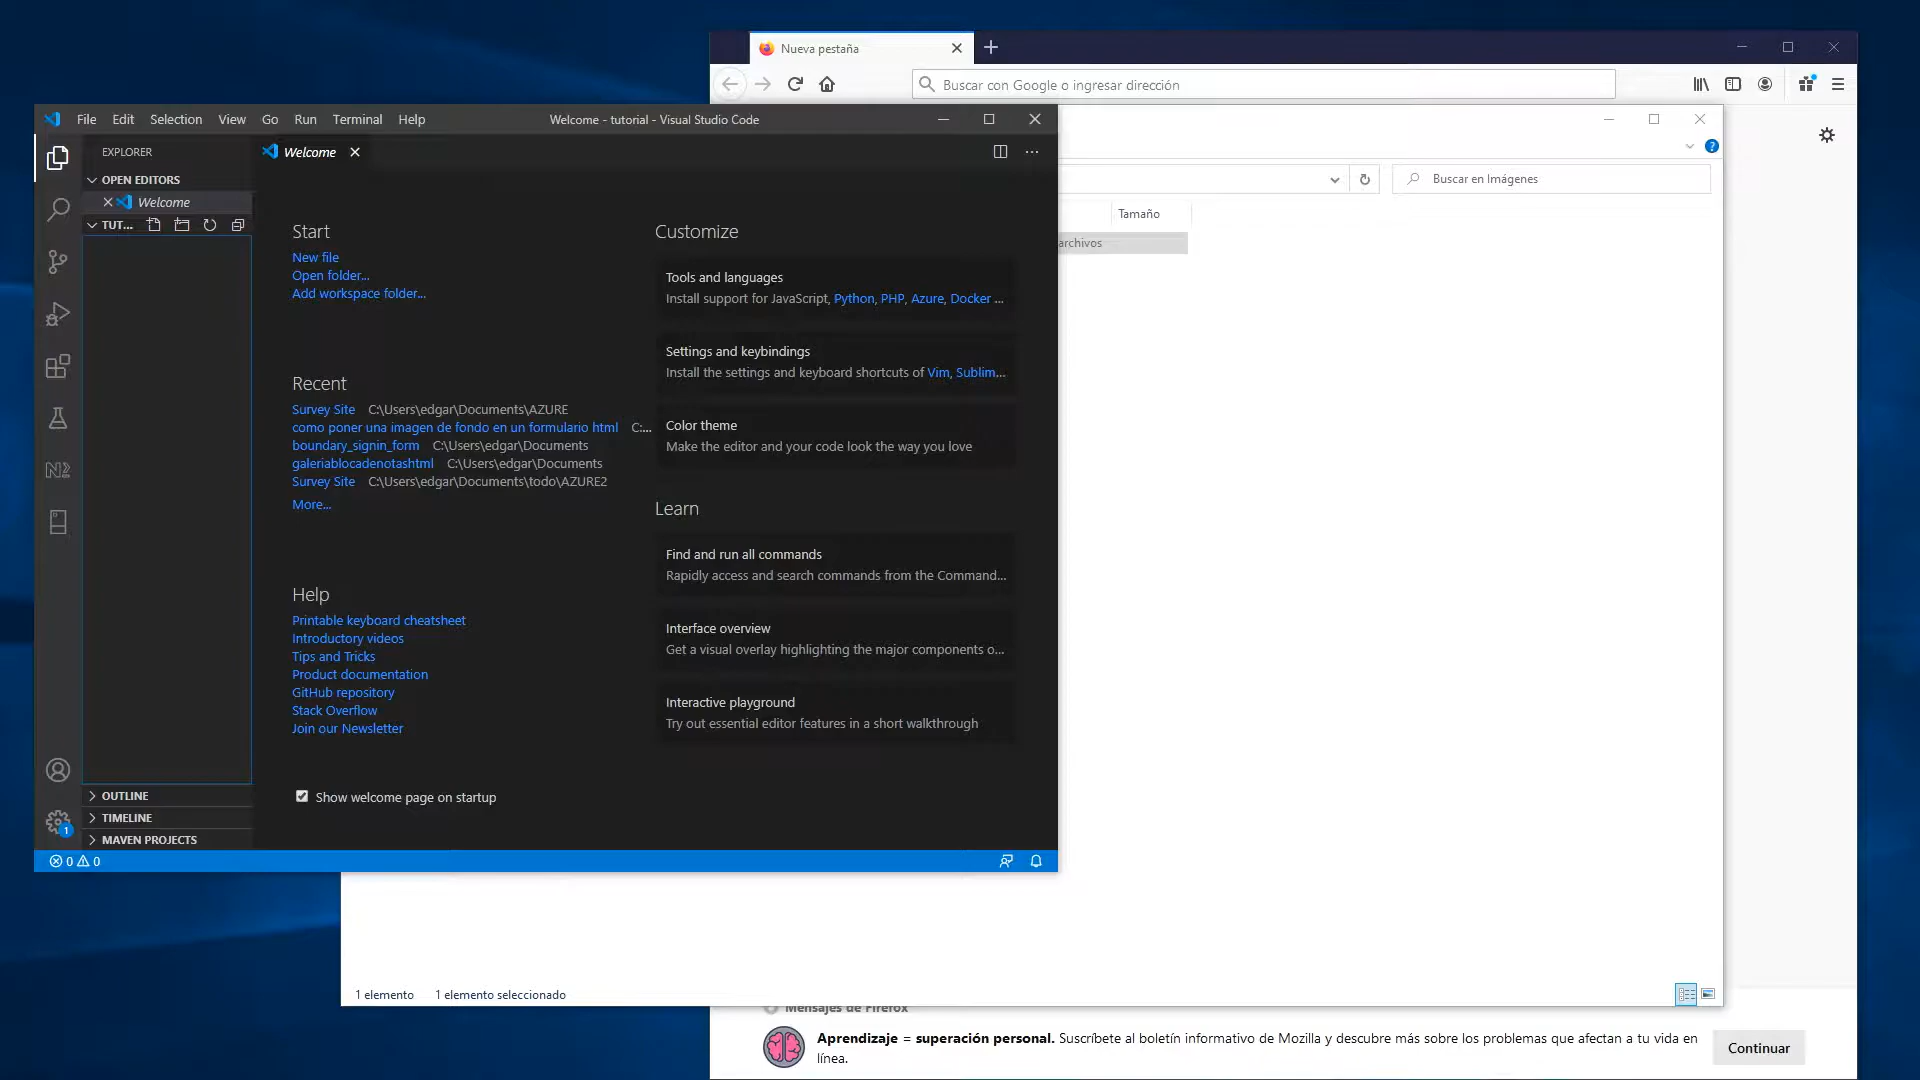 Nueva pestaña
Buscar con Google o ingresar dirección
File Edit Selection View Go Run Terminal Help
Welcome - tutorial - Visual Studio Code
EXPLORER
Welcome
OPEN EDITORS
Welcome
TUT...
Start
New file
Open folder...
Add workspace folder...
Recent
Survey Site C:\Users\edgar\Documents\AZURE
como poner una imagen de fondo en un formulario html C:...
boundary_signin_form C:\Users\edgar\Documents
galeriablocadenotashtml C:\Users\edgar\Documents
Survey Site C:\Users\edgar\Documents\todo\AZURE2
More...
Help
Printable keyboard cheatsheet
Introductory videos
Tips and Tricks
Product documentation
GitHub repository
Stack Overflow
Join our Newsletter
Show welcome page on startup
Customize
Tools and languages
Install support for JavaScript, Python, PHP, Azure, Docker ...
Settings and keybindings
Install the settings and keyboard shortcuts of Vim, Sublim...
Color theme
Make the editor and your code look the way you love
Learn
Find and run all commands
Rapidly access and search commands from the Command...
Interface overview
Get a visual overlay highlighting the major components o...
Interactive playground
Try out essential editor features in a short walkthrough
OUTLINE
TIMELINE
MAVEN PROJECTS
1
0 0
Buscar en Imágenes
Tamaño
archivos
1 elemento 1 elemento seleccionado
Mensajes de Firefox
Aprendizaje = superación personal. Suscríbete al boletín informativo de Mozilla y descubre más sobre los problemas que afectan a tu vida en
línea.
Continuar